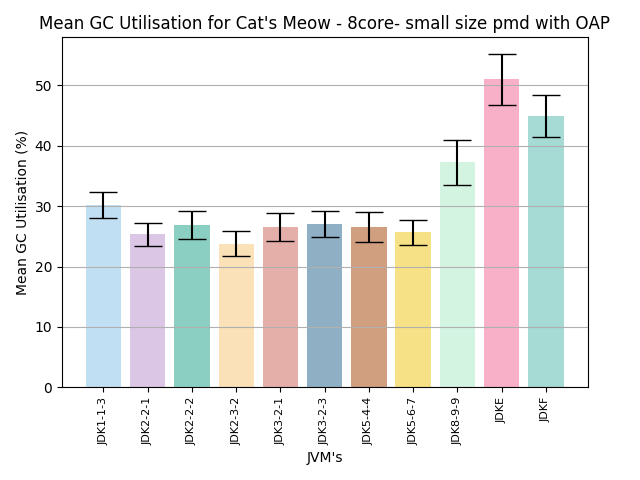 Mean GC Utilisation for Cat's Meow - 8core- small size pmd with OAP
Mean GC Utilisation (%)
50
40
30
20
10
0
JDK1-1-3
JDK2-2-1
JDK2-2-2
JDK2-3-2
JDK3-2-1
JDK3-2-3
JDK5-4-4
JDK5-6-7
JDK8-9-9
JDKE
JDKF
JVM's